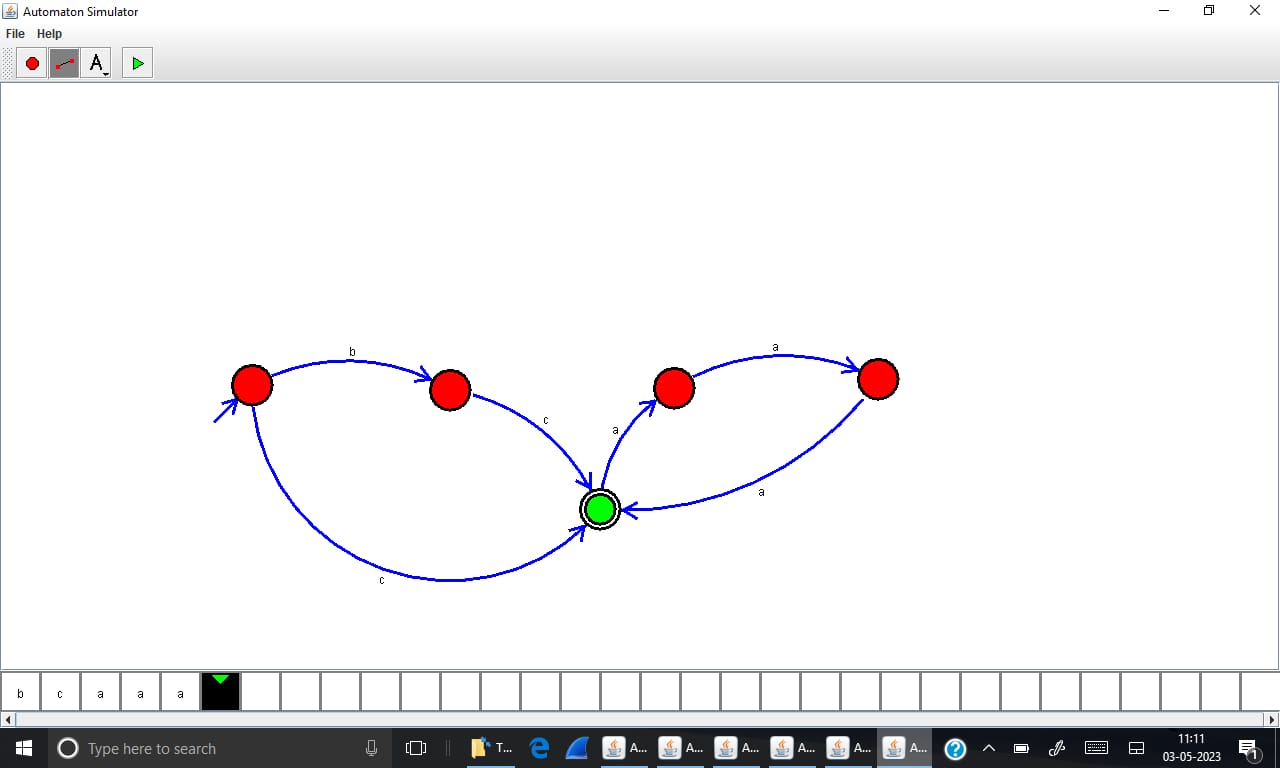 Automaton Simulator
File Help
A
b
a
c
a
a
c
b c a a a
Type here to search
T...
A...
A...
A...
A...
A...
A...
11:11
03-05-2023
1